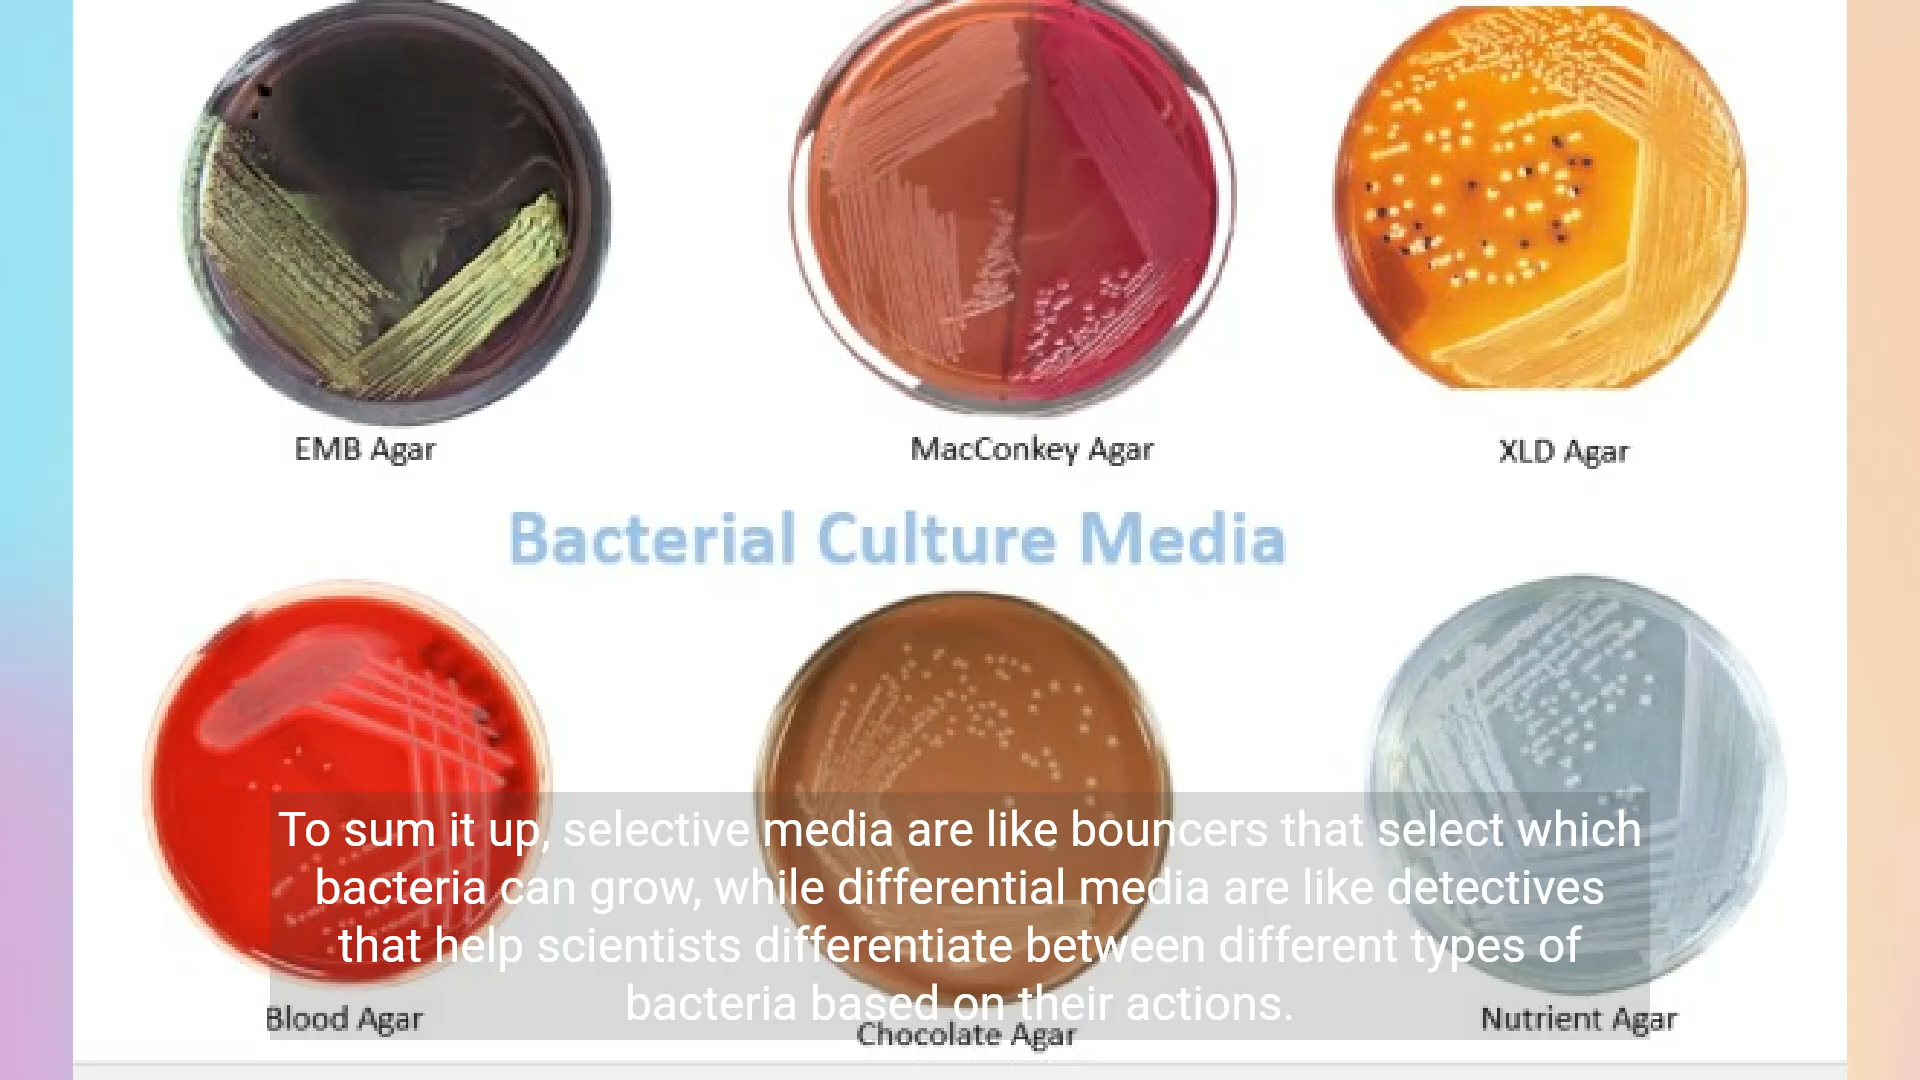 EMB Agar
MacConkey Agar
XLD Agar
Bacterial Culture Media
To sum it up, selective media are like bouncers that select which
bacteria can grow, while differential media are like detectives
that help scientists differentiate between different types of
bacteria based on their actions.
Blood Agar
Chocolate Agar
Nutrient Agar